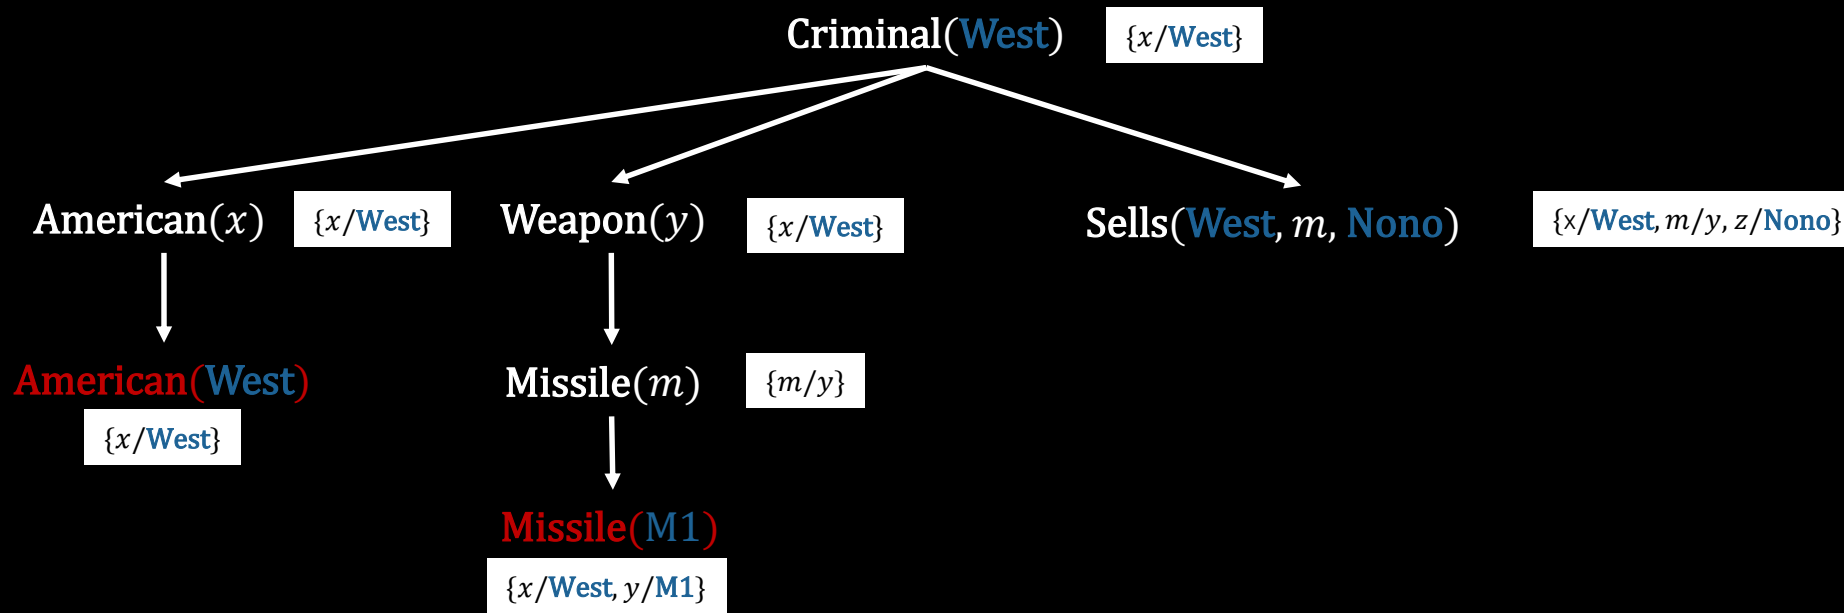 Criminal(West) {x/West}
American(x) {x/West} Weapon(y) {x/West} Sells(West, m, Nono) {x/West, m/y, z/Nono}
American(West) Missile(m) {m/y}
{x/West}
Missile(M1)
{x/West, y/M1}